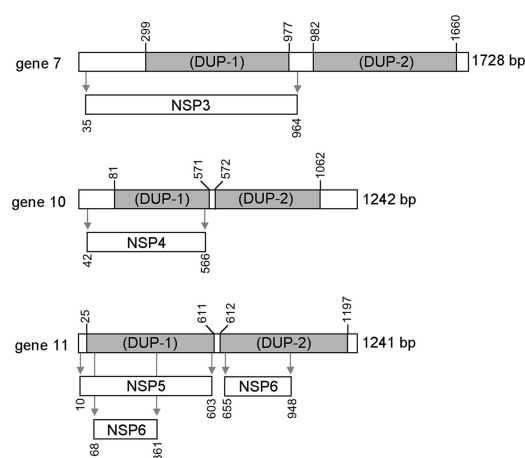 299 977 982 1660
gene 7 (DUP-1) (DUP-2) 1728 bp
NSP3
35 964
81 571 572 1062
gene 10 (DUP-1) (DUP-2) 1242 bp
NSP4
42 566
25 611 612 1197
gene 11 (DUP-1) (DUP-2) 1241 bp
NSP5 NSP6
10 603 655 948
NSP6
68 361